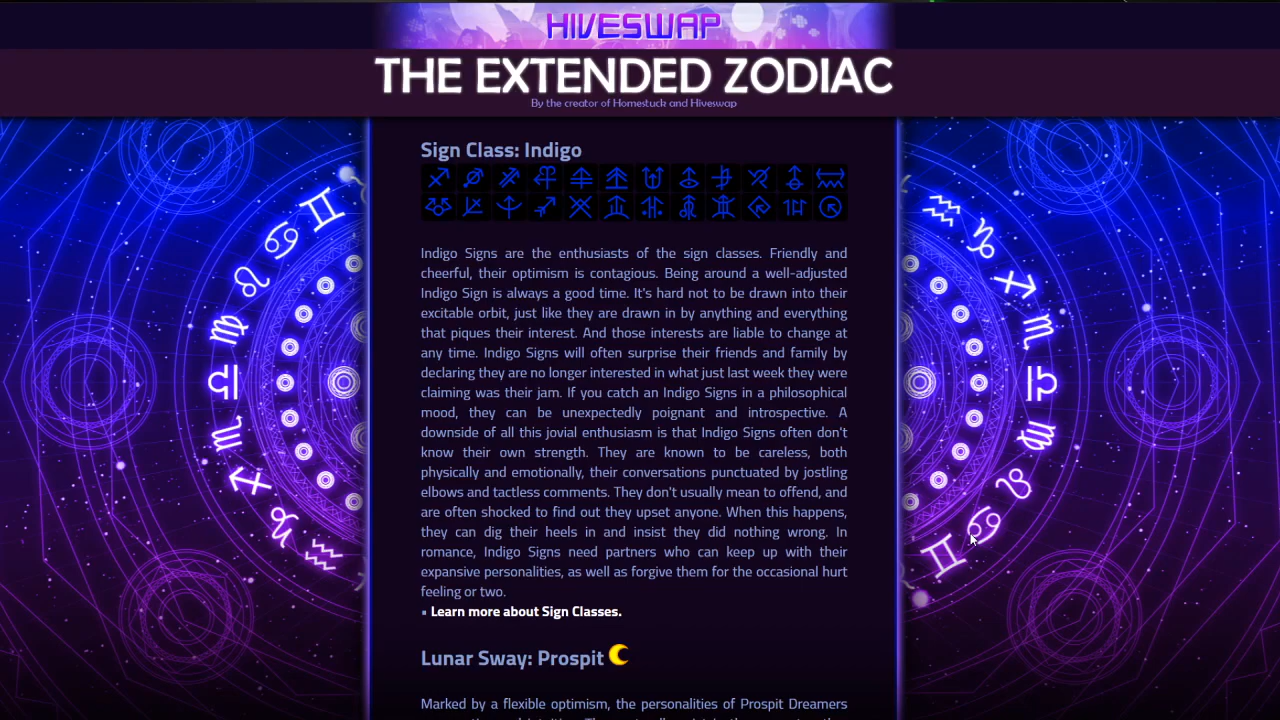 HIVESWAP
THE EXTENDED ZODIAC
By the creator of Homestuck and Hiveswap
Sign Class: Indigo
Indigo Signs are the enthusiasts of the sign classes. Friendly and
cheerful, their optimism is contagious. Being around a well-adjusted
Indigo Sign is always a good time. It's hard not to be drawn into their
excitable orbit, just like they are drawn in by anything and everything
that piques their interest. And those interests are liable to change at
any time. Indigo Signs will often surprise their friends and family by
declaring they are no longer interested in what just last week they were
claiming was their jam. If you catch an Indigo Signs in a philosophical
mood, they can be unexpectedly poignant and introspective. A
downside of all this jovial enthusiasm is that Indigo Signs often don't
know their own strength. They are known to be careless, both
physically and emotionally, their conversations punctuated by jostling
elbows and tactless comments. They don't usually mean to offend, and
are often shocked to find out they upset anyone. When this happens,
they can dig their heels in and insist they did nothing wrong. In
romance, Indigo Signs need partners who can keep up with their
expansive personalities, as well as forgive them for the occasional hurt
feeling or two.
▪ Learn more about Sign Classes.
Lunar Sway: Prospit
Marked by a flexible optimism, the personalities of Prospit Dreamers